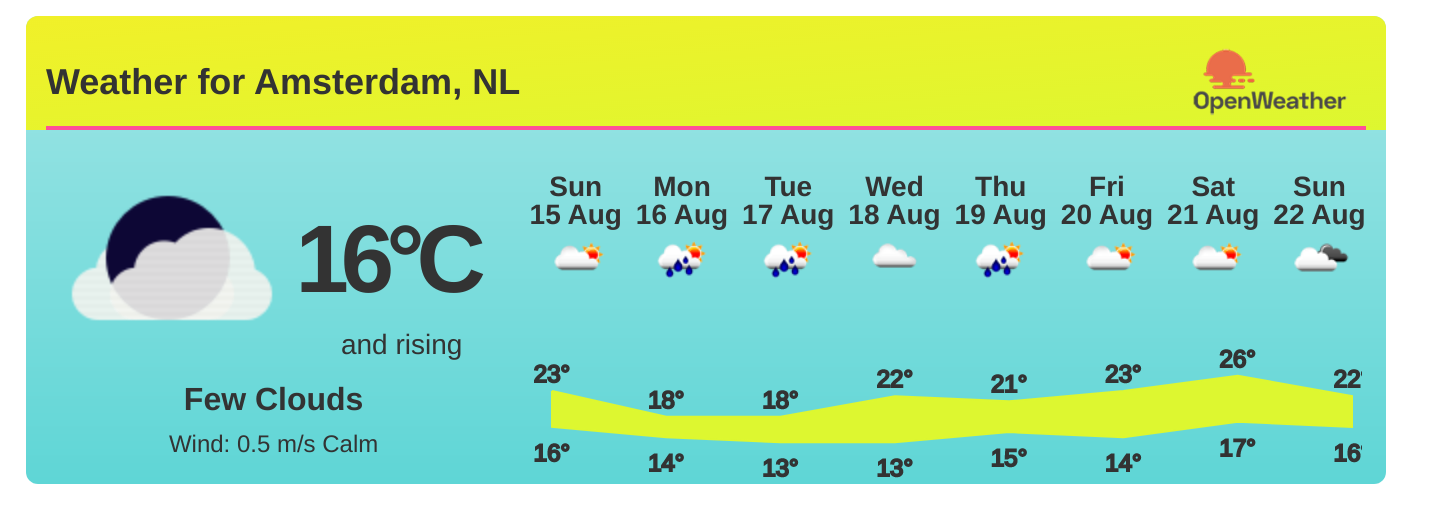 Weather for Amsterdam, NL
OpenWeather
16°C
and rising
Few Clouds
Wind: 0.5 m/s Calm
Sun Mon Tue Wed Thu Fri Sat Sun
15 Aug 16 Aug 17 Aug 18 Aug 19 Aug 20 Aug 21 Aug 22 Aug
23° 18° 18° 22° 21° 23° 26° 22°
16° 14° 13° 13° 15° 14° 17° 16°